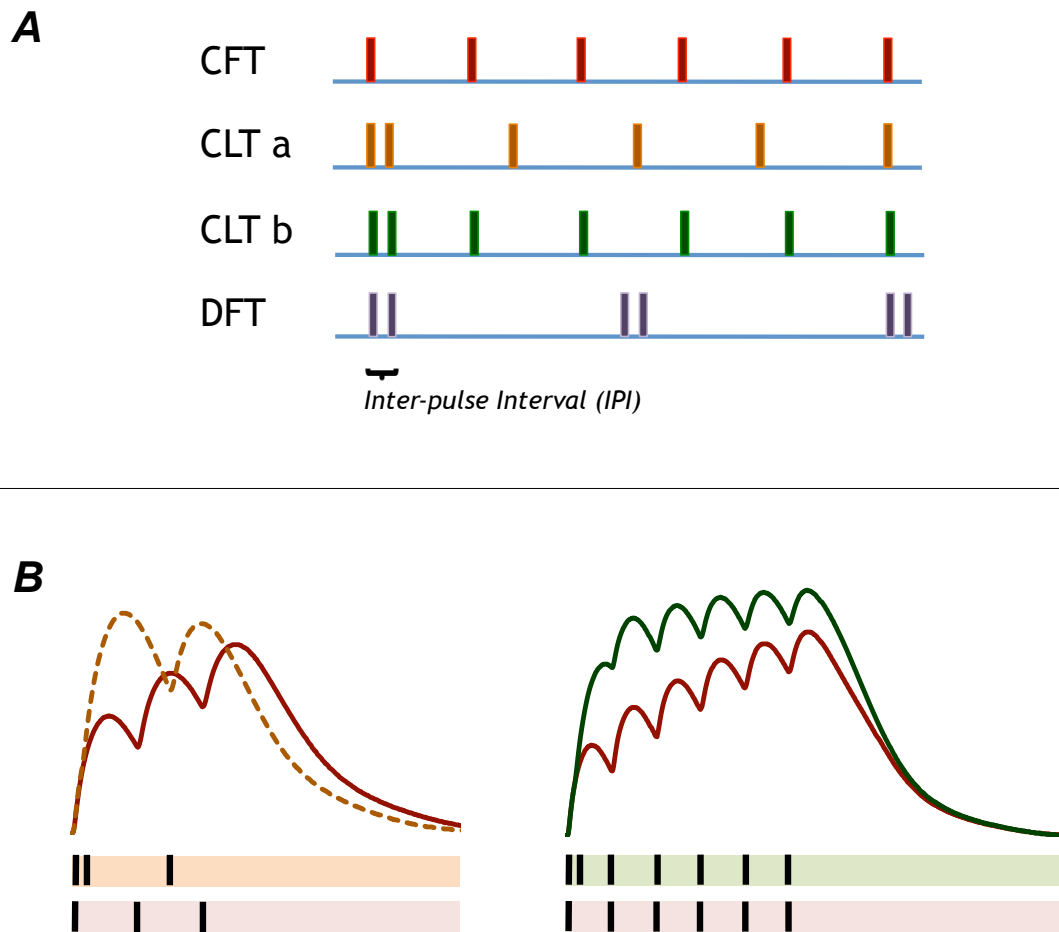 A
CFT
CLT a
CLT b
DFT
Inter-pulse Interval (IPI)
B